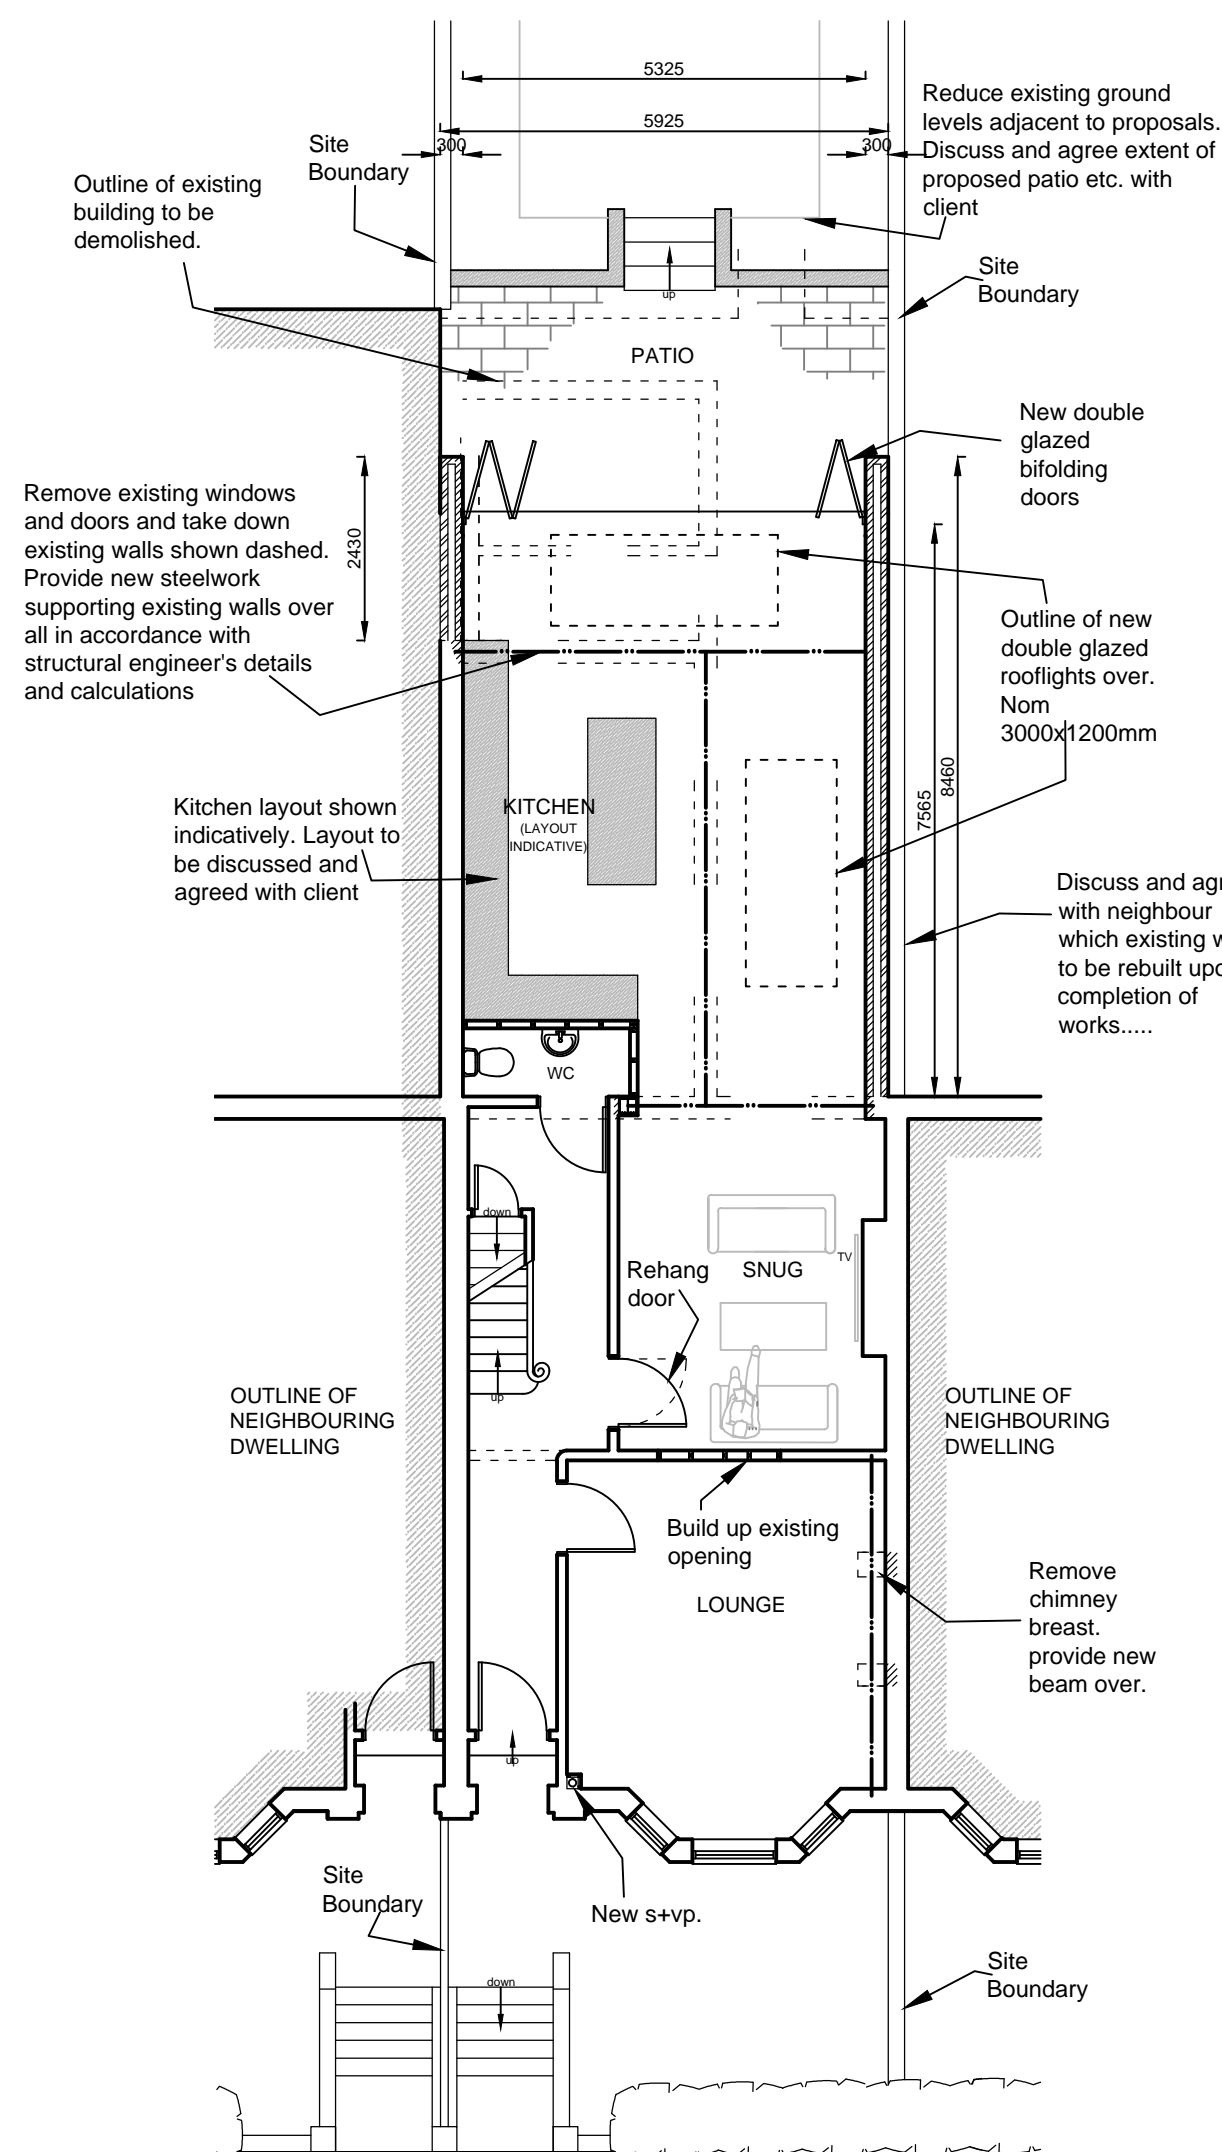 5325
5925
300
300
Reduce existing ground
levels adjacent to proposals.
Discuss and agree extent of
proposed patio etc. with
client
Site
Boundary
Outline of existing
building to be
demolished.
up
Site
Boundary
PATIO
New double
glazed
bifolding
doors
Remove existing windows
and doors and take down
existing walls shown dashed.
Provide new steelwork
supporting existing walls over
all in accordance with
structural engineer's details
and calculations
2430
Outline of new
double glazed
rooflights over.
Nom
3000x1200mm
7565
8460
Kitchen layout shown
indicatively. Layout to
be discussed and
agreed with client
KITCHEN
(LAYOUT
INDICATIVE)
Discuss and
with neighbour
which existing
to be rebuilt
completion of
works.....
WC
down
up
Rehang
door
SNUG
TV
OUTLINE OF
NEIGHBOURING
DWELLING
OUTLINE OF
NEIGHBOURING
DWELLING
Build up existing
opening
LOUNGE
Remove
chimney
breast.
provide new
beam over.
up
Site
Boundary
New s+vp.
down
Site
Boundary